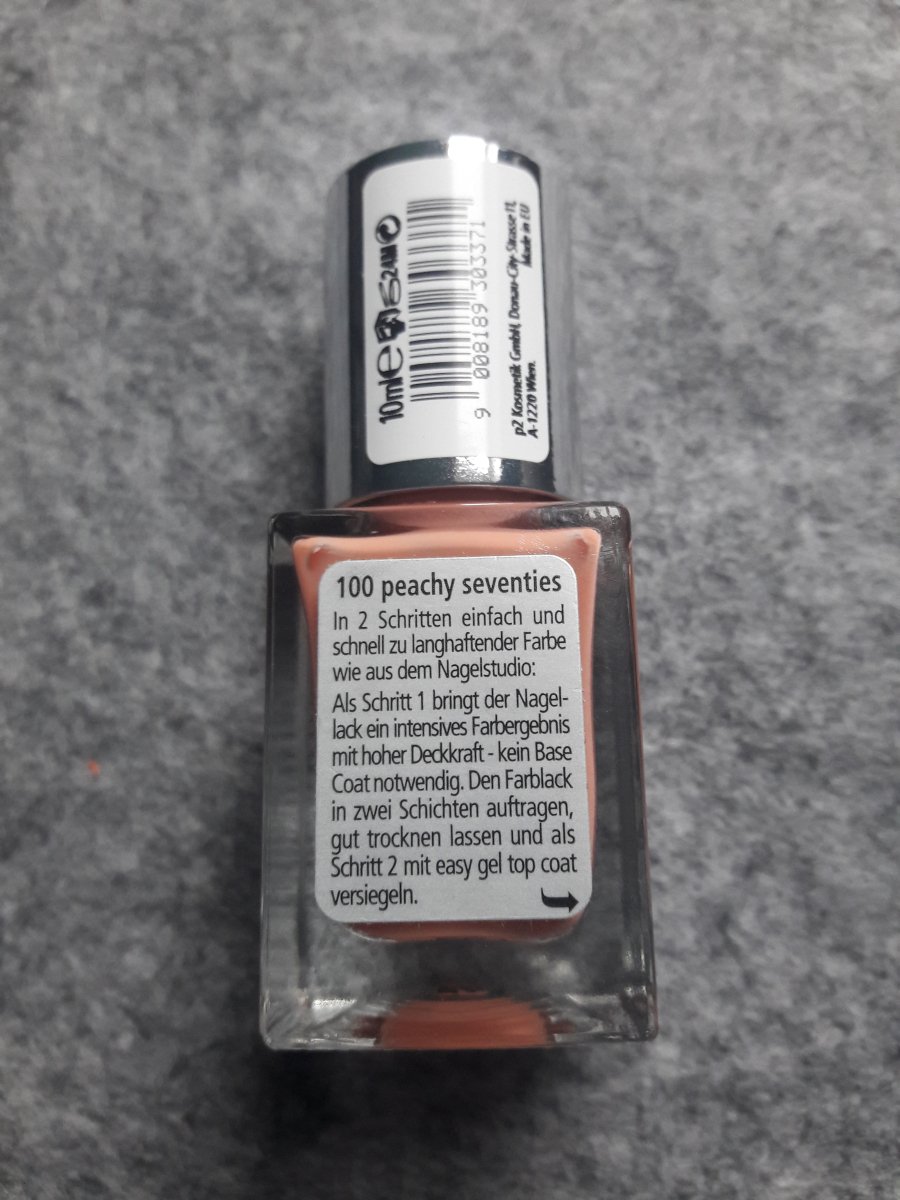 10ml e 24M
9 008189 303371
p2 Kosmetik GmbH, Donau-City-Strasse 11,
A-1220 Wien. Made in EU
100 peachy seventies
In 2 Schritten einfach und
schnell zu langhaftender Farbe
wie aus dem Nagelstudio:
Als Schritt 1 bringt der Nagel-
lack ein intensives Farbergebnis
mit hoher Deckkraft - kein Base
Coat notwendig. Den Farblack
in zwei Schichten auftragen,
gut trocknen lassen und als
Schritt 2 mit easy gel top coat
versiegeln.